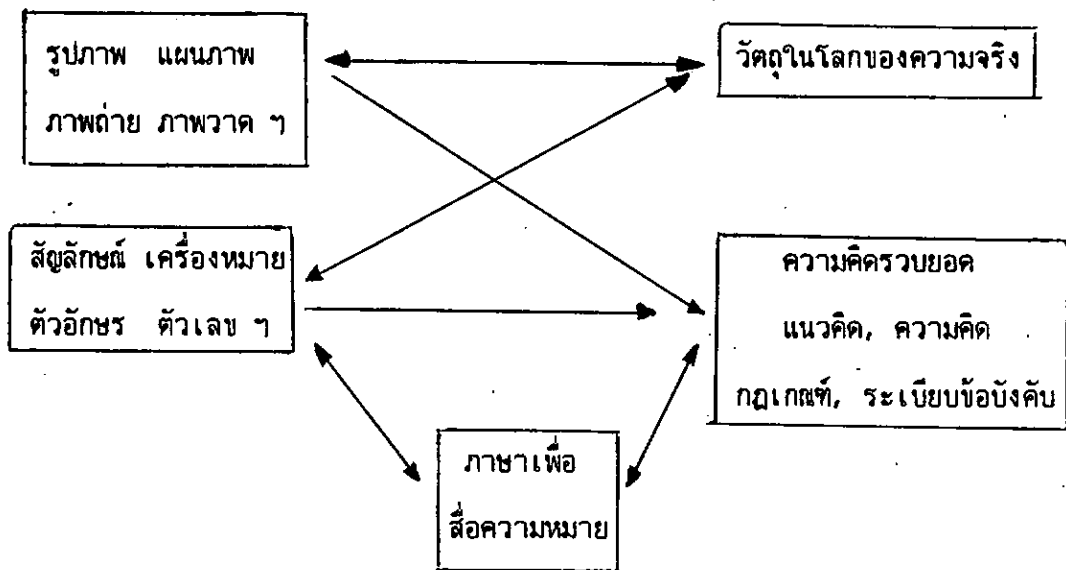 รูปภาพ แผนภาพ
ภาพถ่าย ภาพวาด ฯ
วัตถุในโลกของความจริง
สัญลักษณ์ เครื่องหมาย
ตัวอักษร ตัวเลข ฯ
ความคิดรวบยอด
แนวคิด, ความคิด
กฎเกณฑ์, ระเบียบข้อบังคับ
ภาษาเพื่อ
สื่อความหมาย